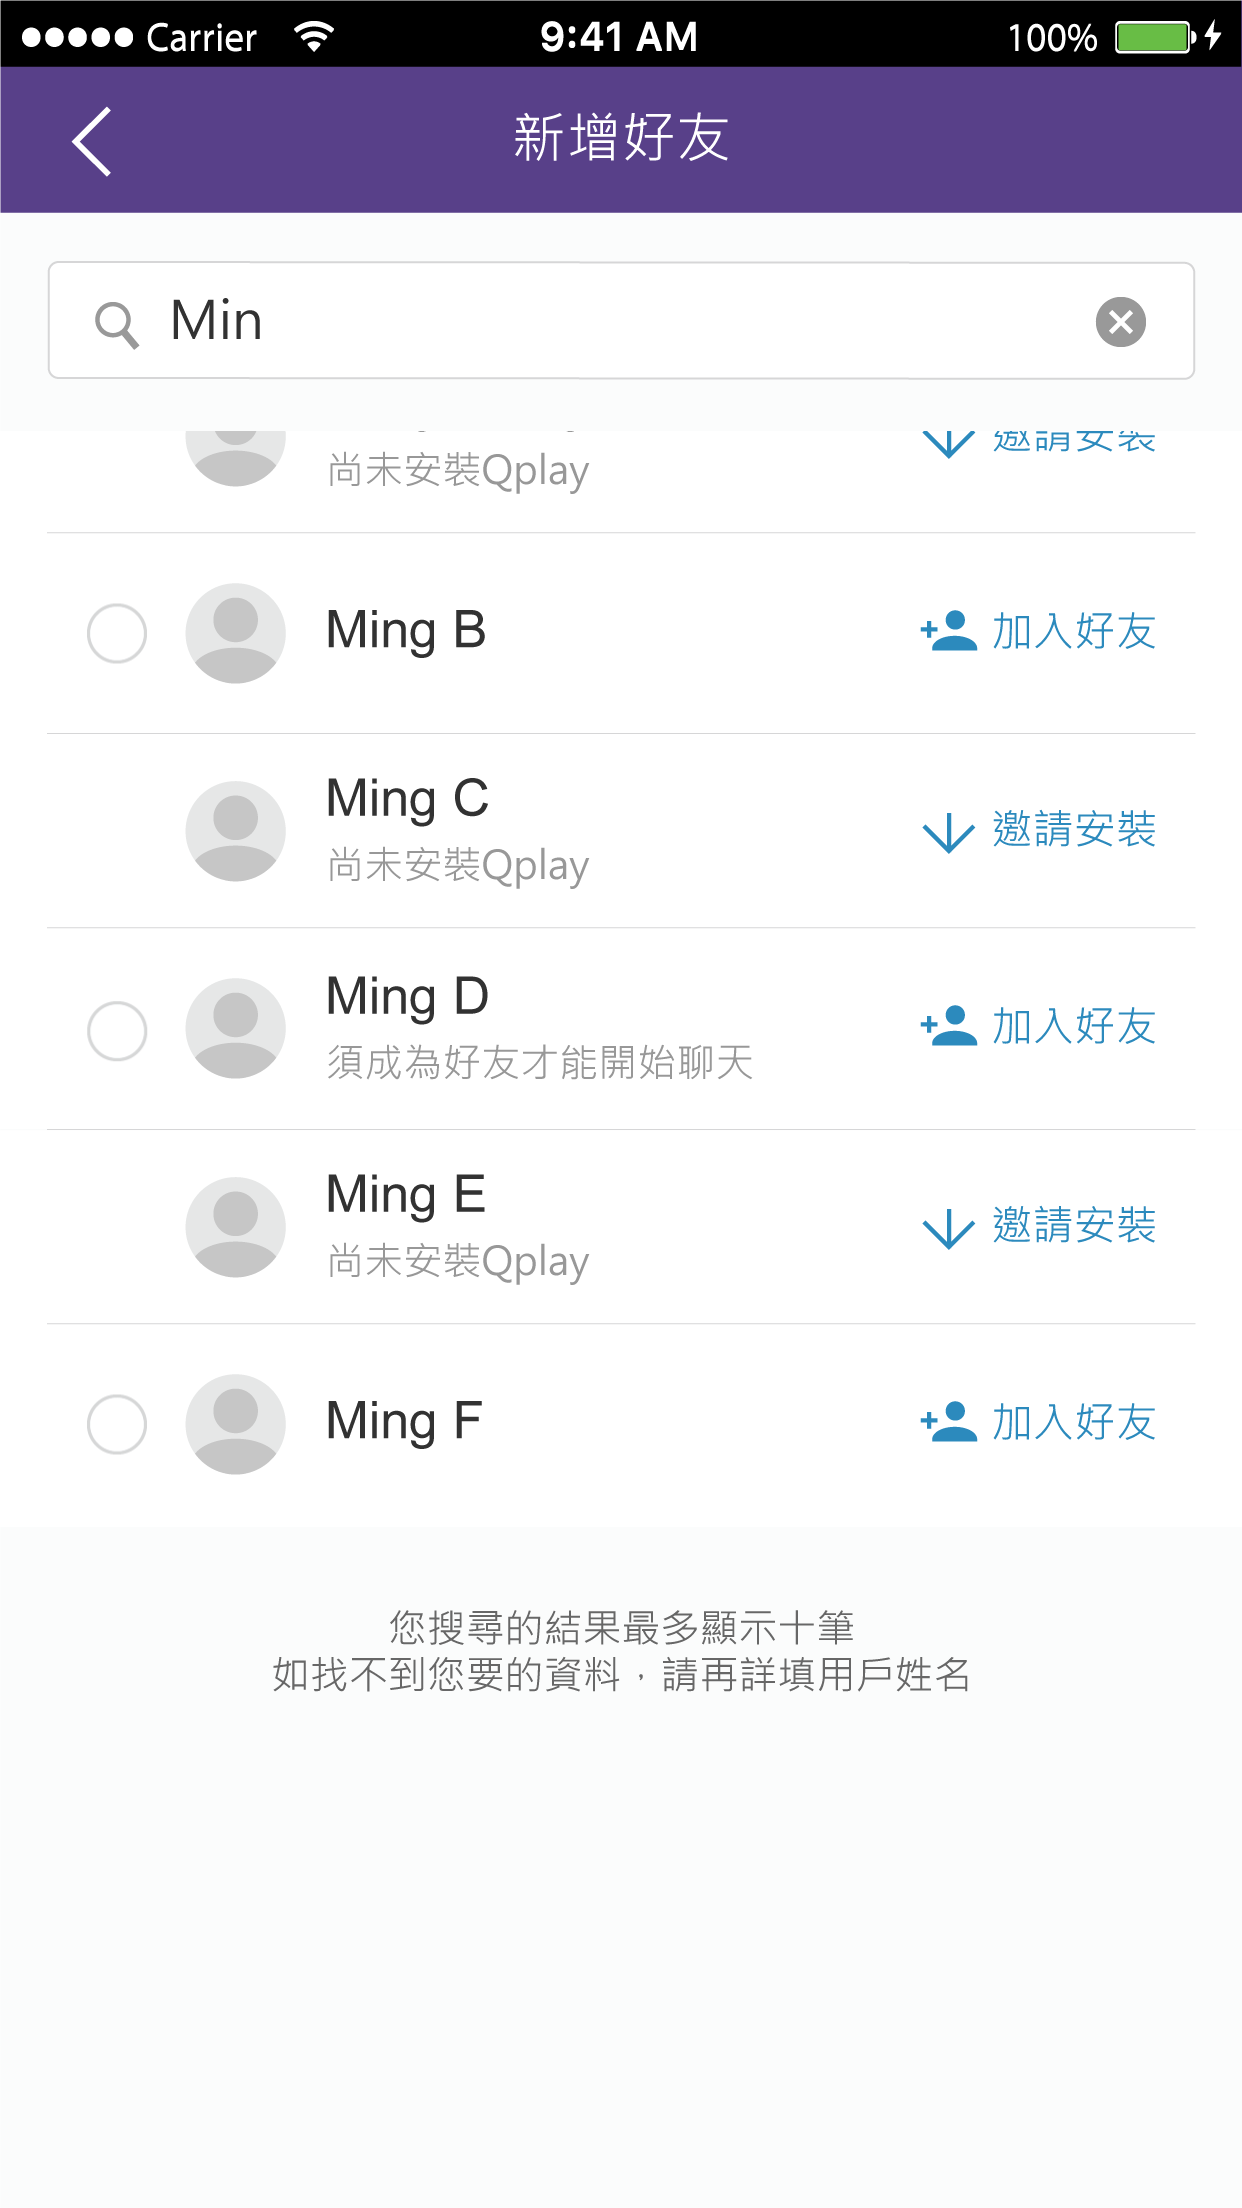 Carrier 9:41 AM 100%
新增好友
Min
邀請安裝
尚未安裝Qplay
Ming B 加入好友
Ming C
邀請安裝
尚未安裝Qplay
Ming D
加入好友
須成為好友才能開始聊天
Ming E
邀請安裝
尚未安裝Qplay
Ming F 加入好友
您搜尋的結果最多顯示十筆
如找不到您要的資料，請再詳填用戶姓名